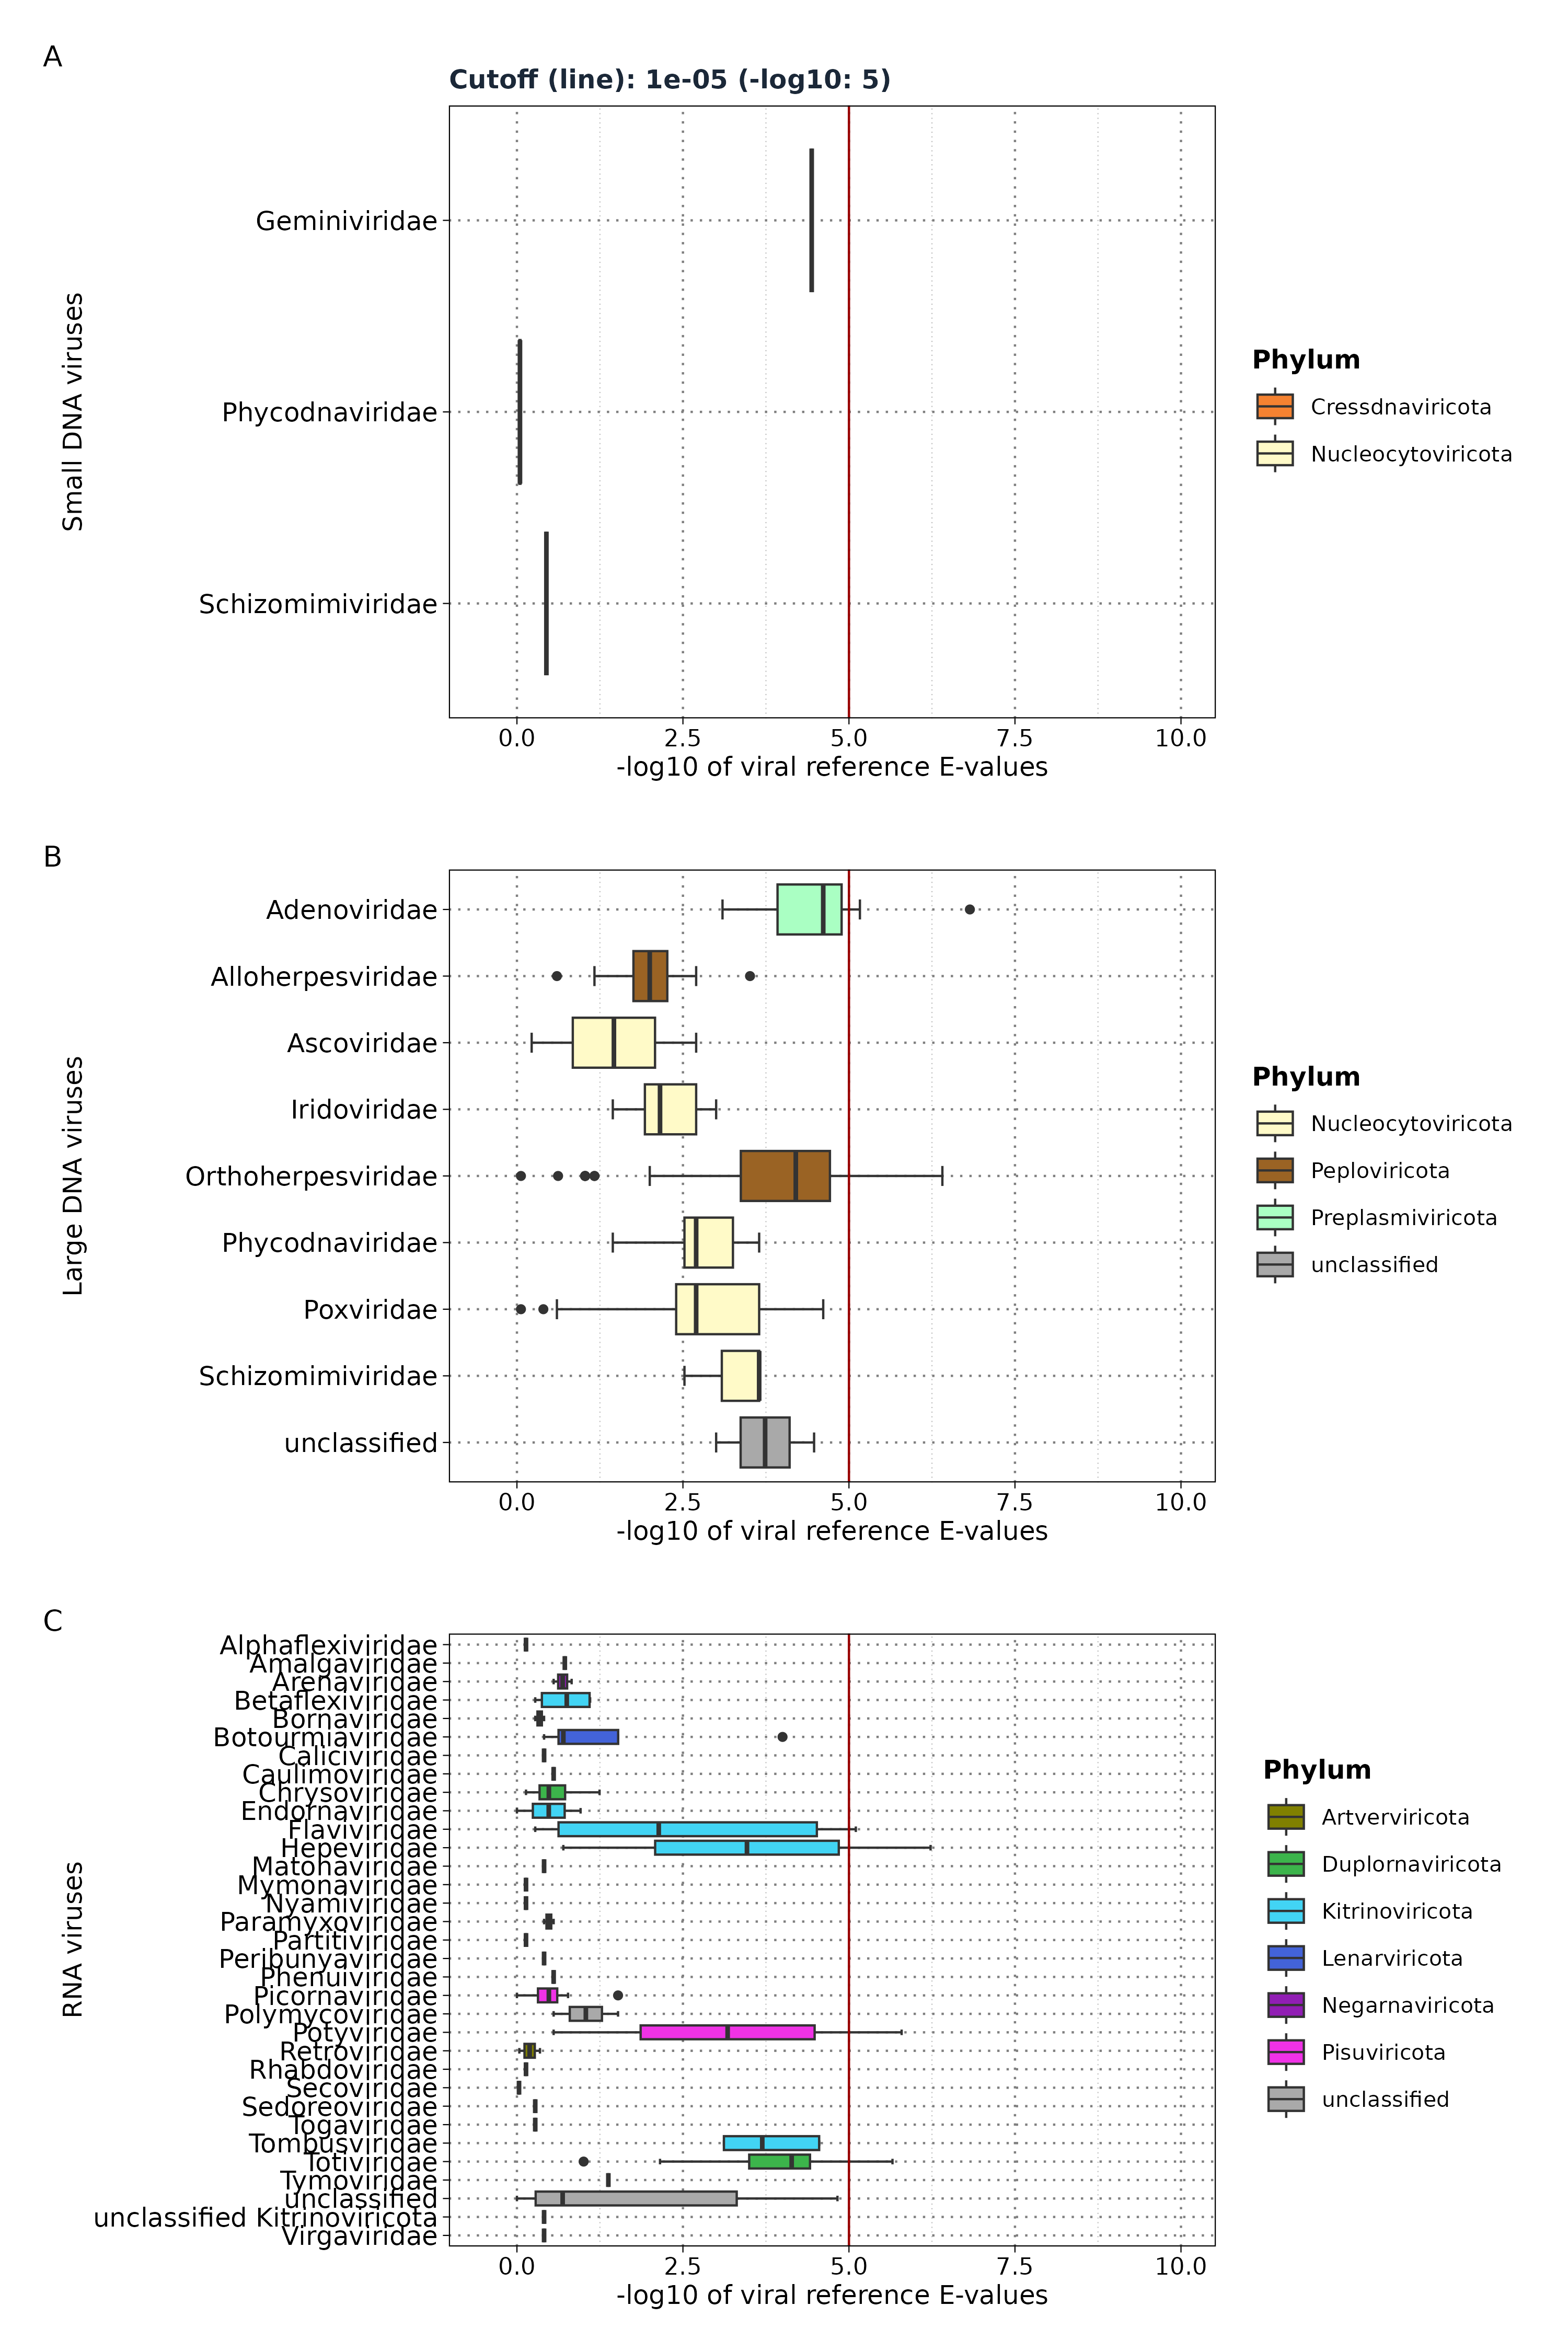 A
Cutoff (line): 1e-05 (-log10: 5)
Small DNA viruses
Geminiviridae
Phycodnaviridae
Schizomimiviridae
0.0 2.5 5.0 7.5 10.0
-log10 of viral reference E-values
Phylum
Cressdnaviricota
Nucleocytoviricota
B
Large DNA viruses
Adenoviridae
Alloherpesviridae
Ascoviridae
Iridoviridae
Orthoherpesviridae
Phycodnaviridae
Poxviridae
Schizomimiviridae
unclassified
0.0 2.5 5.0 7.5 10.0
-log10 of viral reference E-values
Phylum
Nucleocytoviricota
Peploviricota
Preplasmiviricota
unclassified
C
RNA viruses
Alphaflexiviridae
Amalgaviridae
Arenaviridae
Betaflexiviridae
Bornaviridae
Botourmiaviridae
Caliciviridae
Caulimoviridae
Chrysoviridae
Endornaviridae
Flaviviridae
Hepeviridae
Matonaviridae
Mymonaviridae
Nyamiviridae
Paramyxoviridae
Partitiviridae
Peribunyaviridae
Phenuiviridae
Picornaviridae
Polymycoviridae
Potyviridae
Retroviridae
Rhabdoviridae
Secoviridae
Sedoreoviridae
Togaviridae
Tombusviridae
Totiviridae
Tymoviridae
unclassified
unclassified Kitrinoviricota
Virgaviridae
0.0 2.5 5.0 7.5 10.0
-log10 of viral reference E-values
Phylum
Artverviricota
Duplornaviricota
Kitrinoviricota
Lenarviricota
Negarnaviricota
Pisuviricota
unclassified